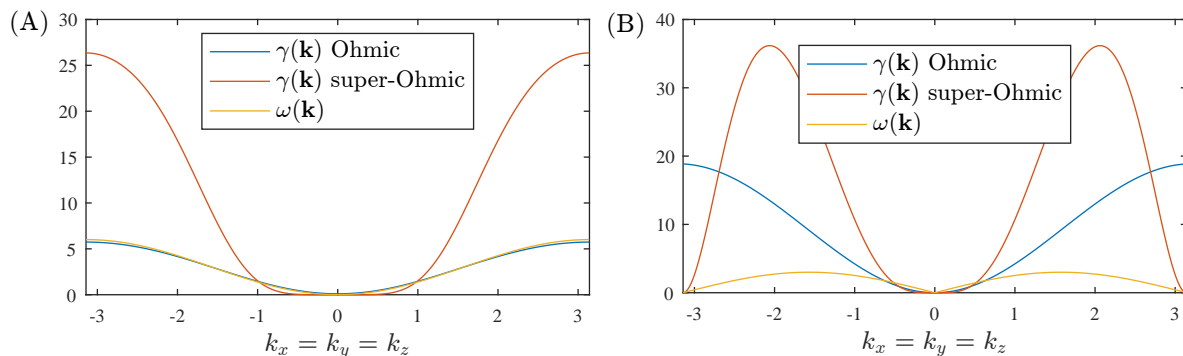 (A)
30
25
20
15
10
5
0
γ(k) Ohmic
γ(k) super-Ohmic
ω(k)
-3 -2 -1 0 1 2 3
k_x = k_y = k_z
(B)
40
30
20
10
0
γ(k) Ohmic
γ(k) super-Ohmic
ω(k)
-3 -2 -1 0 1 2 3
k_x = k_y = k_z